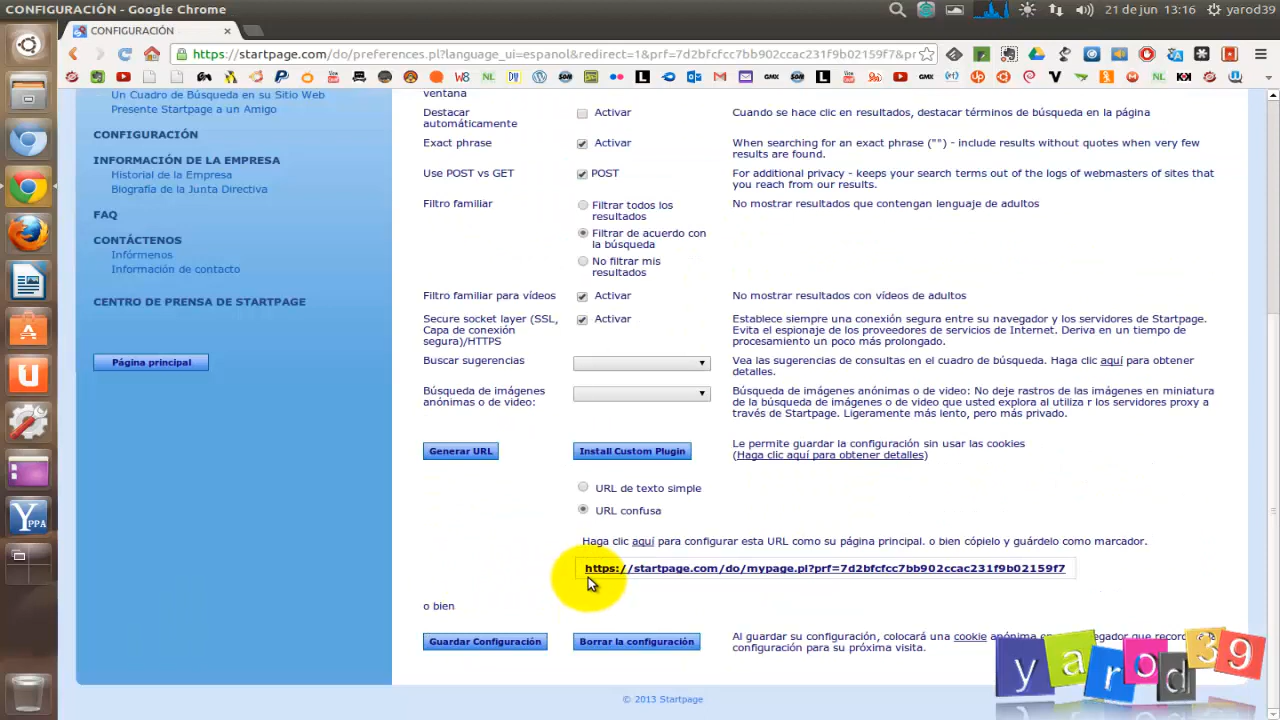 CONFIGURACIÓN - Google Chrome
21 de jun 13:16
yarod39
CONFIGURACIÓN
https://startpage.com/do/preferences.pl?language_ui=espanol&redirect=1&prf=7d2bfcfcc7bb902ccac231f9b02159f7&pr
Un Cuadro de Búsqueda en su Sitio Web
Presente Startpage a un Amigo
CONFIGURACIÓN
INFORMACIÓN DE LA EMPRESA
Historial de la Empresa
Biografía de la Junta Directiva
FAQ
CONTÁCTENOS
Infórmenos
Información de contacto
CENTRO DE PRENSA DE STARTPAGE
Página principal
ventana
Destacar
automáticamente
Activar
Cuando se hace clic en resultados, destacar términos de búsqueda en la página
Exact phrase
Activar
When searching for an exact phrase ("") - include results without quotes when very few
results are found.
Use POST vs GET
POST
For additional privacy - keeps your search terms out of the logs of webmasters of sites that
you reach from our results.
Filtro familiar
Filtrar todos los
resultados
Filtrar de acuerdo con
la búsqueda
No filtrar mis
resultados
No mostrar resultados que contengan lenguaje de adultos
Filtro familiar para vídeos
Activar
No mostrar resultados con vídeos de adultos
Secure socket layer (SSL,
Capa de conexión
segura)/HTTPS
Activar
Establece siempre una conexión segura entre su navegador y los servidores de Startpage.
Evita el espionaje de los proveedores de servicios de Internet. Deriva en un tiempo de
procesamiento un poco más prolongado.
Buscar sugerencias
Vea las sugerencias de consultas en el cuadro de búsqueda. Haga clic aquí para obtener
detalles.
Búsqueda de imágenes
anónimas o de video:
Búsqueda de imágenes anónimas o de video: No deje rastros de las imágenes en miniatura
de la búsqueda de imágenes o de video que usted explora al utiliza r los servidores proxy a
través de Startpage. Ligeramente más lento, pero más privado.
Generar URL
Install Custom Plugin
Le permite guardar la configuración sin usar las cookies
(Haga clic aquí para obtener detalles)
URL de texto simple
URL confusa
Haga clic aquí para configurar esta URL como su página principal. o bien cópielo y guárdelo como marcador.
https://startpage.com/do/mypage.pl?prf=7d2bfcfcc7bb902ccac231f9b02159f7
o bien
Guardar Configuración
Borrar la configuración
Al guardar su configuración, colocará una cookie anónima
configuración para su próxima visita.
yarod39
© 2013 Startpage